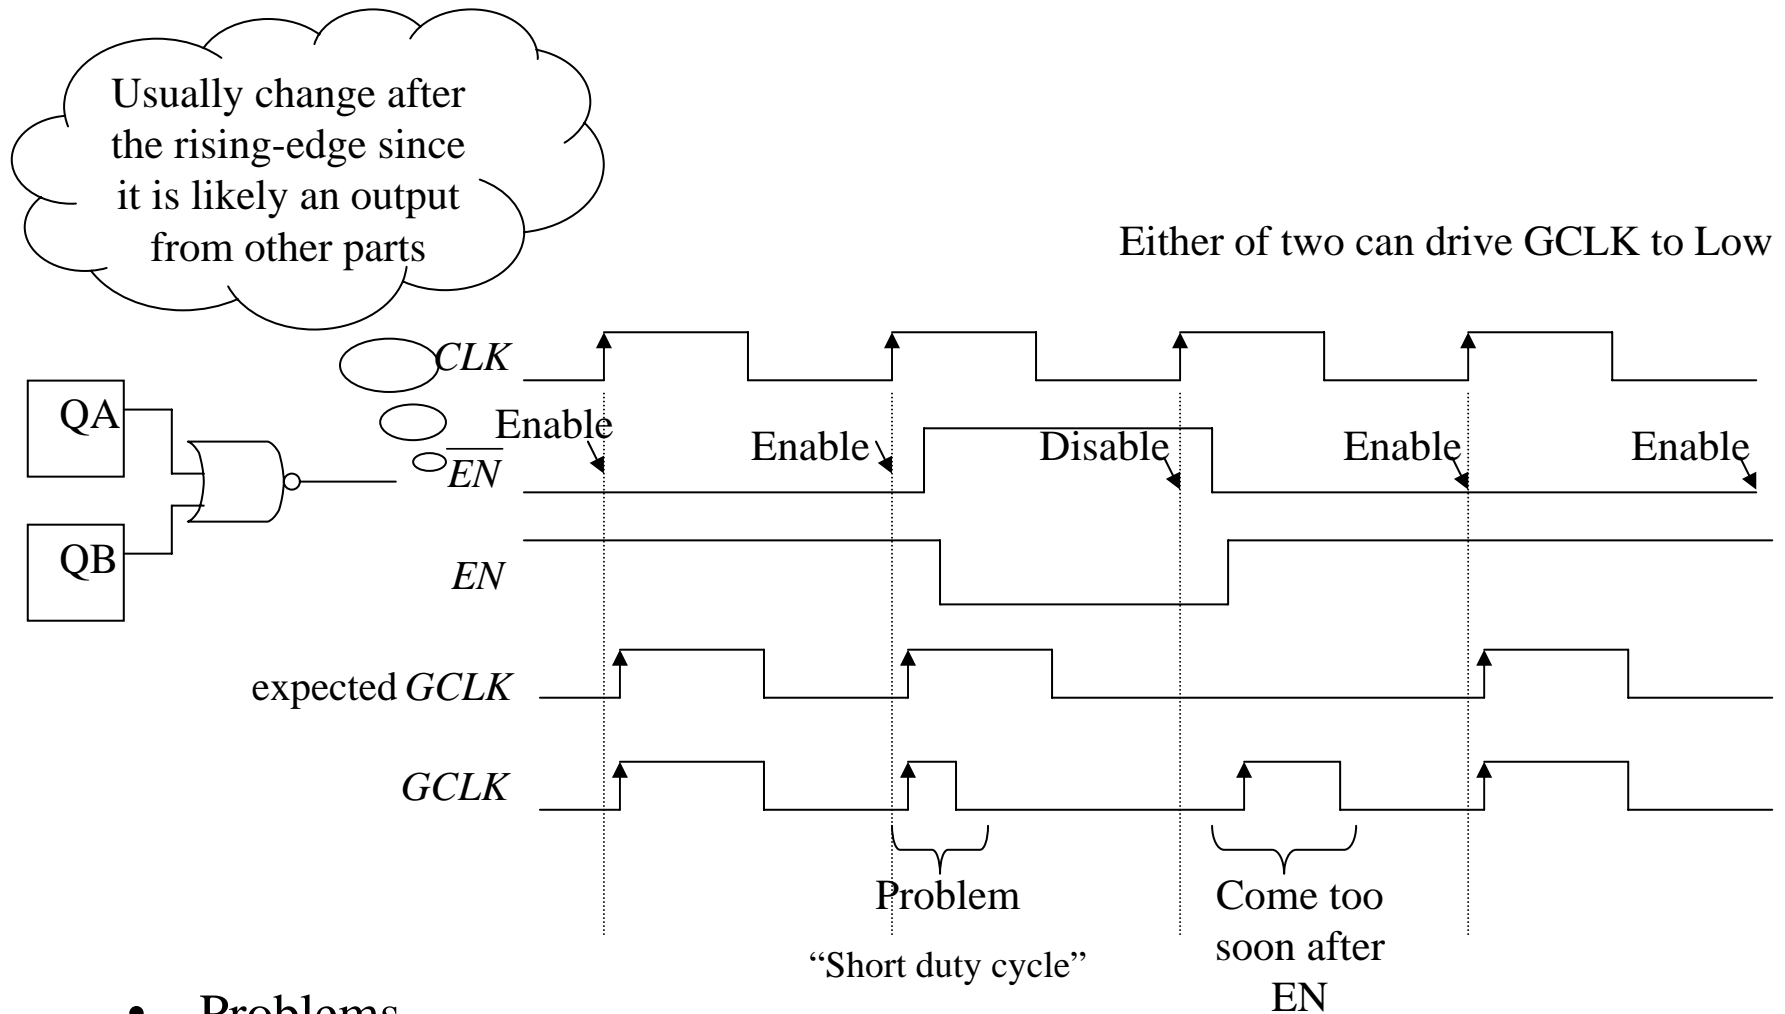 Usually change after
the rising-edge since
it is likely an output
from other parts
Either of two can drive GCLK to Low
CLK
QA
Enable
Enable
Disable
Enable
Enable
EN
QB
EN
expected GCLK
GCLK
Problem
“Short duty cycle”
Come too
soon after
EN
• Problems